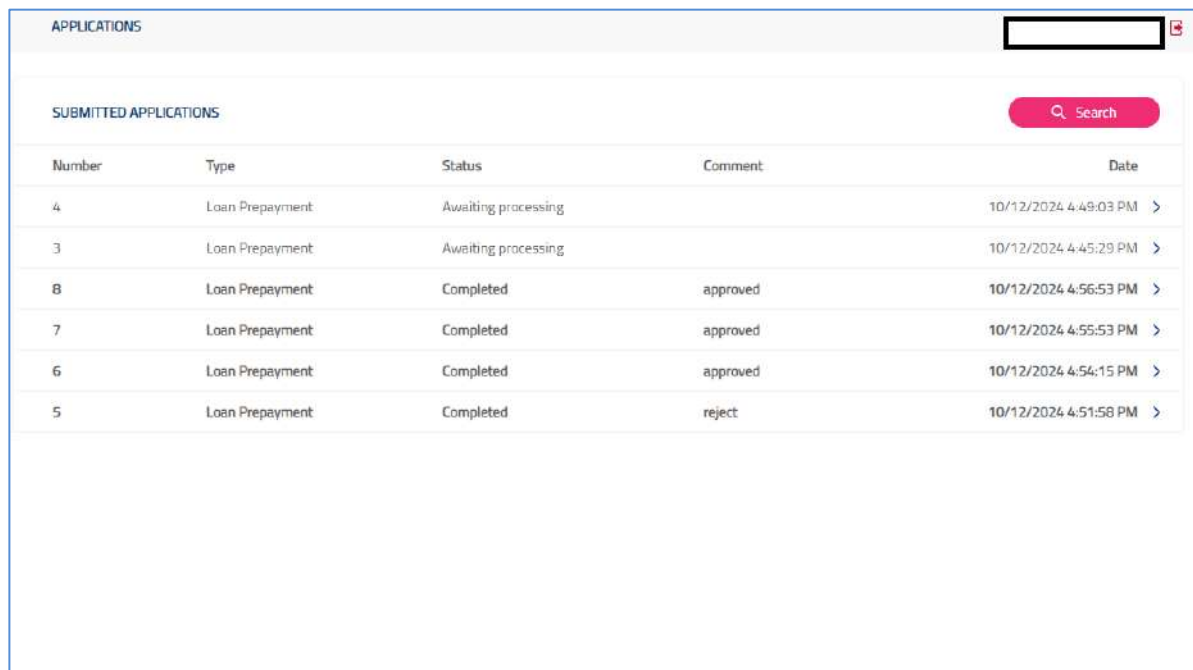 APPLICATIONS
SUBMITTED APPLICATIONS Search
Number Type Status Comment Date
4 Loan Prepayment Awaiting processing 10/12/2024 4:49:03 PM
3 Loan Prepayment Awaiting processing 10/12/2024 4:45:29 PM
8 Loan Prepayment Completed approved 10/12/2024 4:56:53 PM
7 Loan Prepayment Completed approved 10/12/2024 4:55:53 PM
6 Loan Prepayment Completed approved 10/12/2024 4:54:15 PM
5 Loan Prepayment Completed reject 10/12/2024 4:51:58 PM